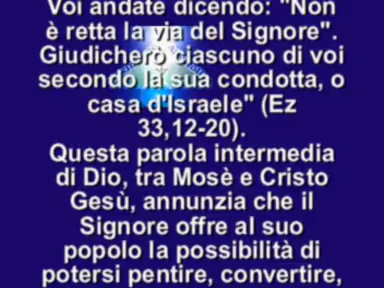 Voi andate dicendo: "Non
è retta la via del Signore".
Giudicherò ciascuno di voi
secondo la sua condotta, o
casa d'Israele" (Ez
33,12-20).
Questa parola intermedia
di Dio, tra Mosè e Cristo
Gesù, annunzia che il
Signore offre al suo
popolo la possibilità di
potersi pentire, convertire,